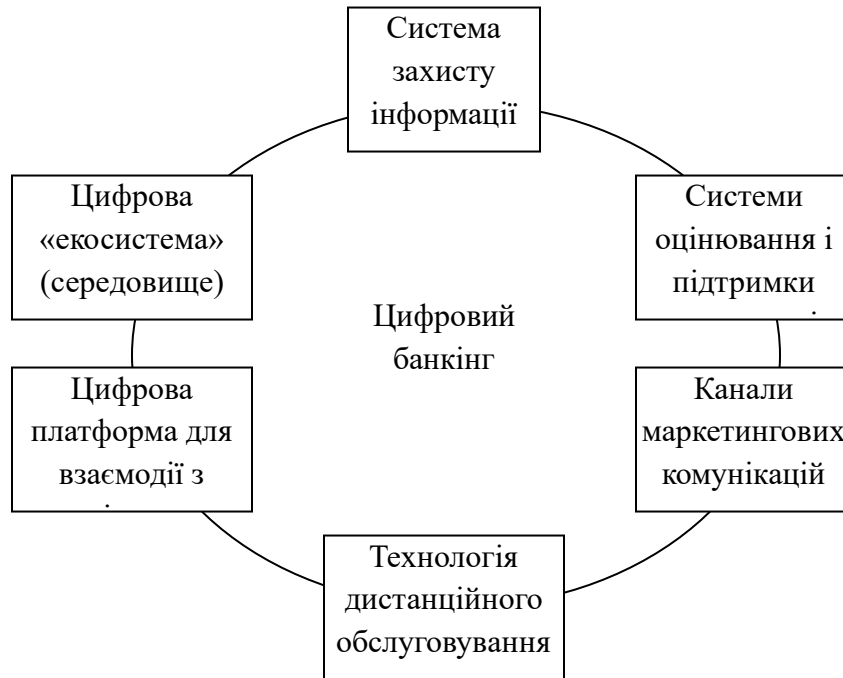 Система
захисту
інформації
Цифрова
«екосистема»
(середовище)
Системи
оцінювання і
підтримки
Цифровий
банкінг
Цифрова
платформа для
взаємодії з
Канали
маркетингових
комунікацій
Технологія
дистанційного
обслуговування